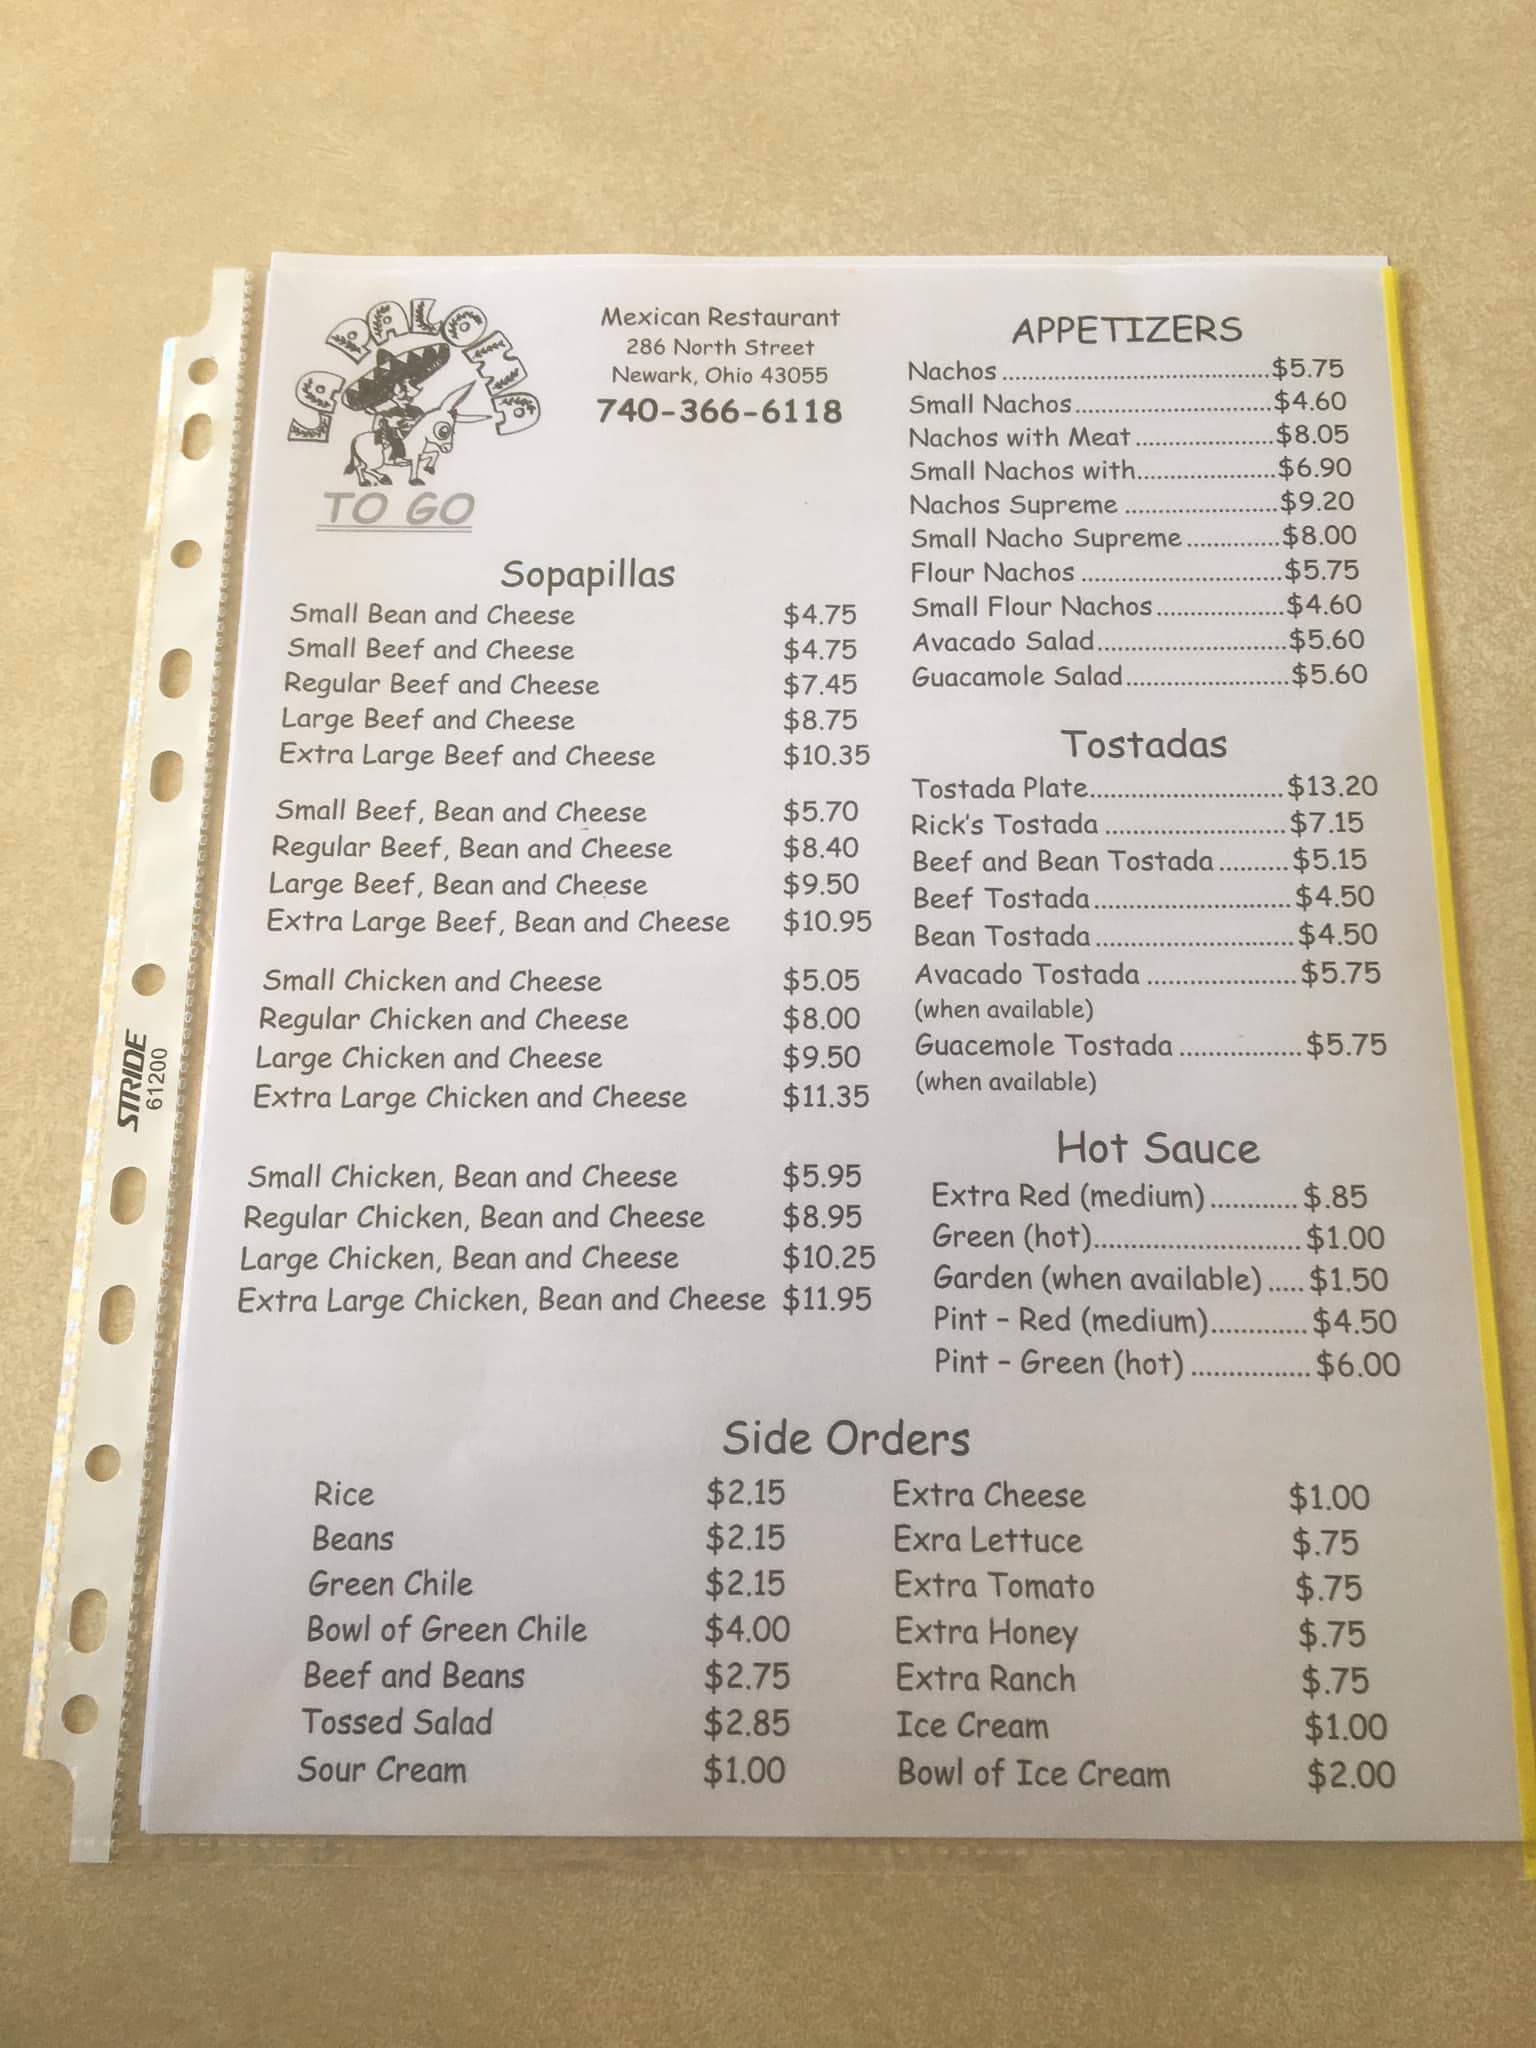 LA PALOMA
TO GO
Mexican Restaurant
286 North Street
Newark, Ohio 43055
740-366-6118
Sopapillas
Small Bean and Cheese $4.75
Small Beef and Cheese $4.75
Regular Beef and Cheese $7.45
Large Beef and Cheese $8.75
Extra Large Beef and Cheese $10.35
Small Beef, Bean and Cheese $5.70
Regular Beef, Bean and Cheese $8.40
Large Beef, Bean and Cheese $9.50
Extra Large Beef, Bean and Cheese $10.95
Small Chicken and Cheese $5.05
Regular Chicken and Cheese $8.00
Large Chicken and Cheese $9.50
Extra Large Chicken and Cheese $11.35
Small Chicken, Bean and Cheese $5.95
Regular Chicken, Bean and Cheese $8.95
Large Chicken, Bean and Cheese $10.25
Extra Large Chicken, Bean and Cheese $11.95
APPETIZERS
Nachos ........ $5.75
Small Nachos ........ $4.60
Nachos with Meat ........ $8.05
Small Nachos with ........ $6.90
Nachos Supreme ........ $9.20
Small Nacho Supreme ........ $8.00
Flour Nachos ........ $5.75
Small Flour Nachos ........ $4.60
Avacado Salad ........ $5.60
Guacamole Salad ........ $5.60
Tostadas
Tostada Plate ........ $13.20
Rick's Tostada ........ $7.15
Beef and Bean Tostada ........ $5.15
Beef Tostada ........ $4.50
Bean Tostada ........ $4.50
Avacado Tostada ........ $5.75
(when available)
Guacemole Tostada ........ $5.75
(when available)
Hot Sauce
Extra Red (medium) ........ $.85
Green (hot) ........ $1.00
Garden (when available) ..... $1.50
Pint - Red (medium) ........ $4.50
Pint - Green (hot) ........ $6.00
Side Orders
Rice $2.15
Beans $2.15
Green Chile $2.15
Bowl of Green Chile $4.00
Beef and Beans $2.75
Tossed Salad $2.85
Sour Cream $1.00
Extra Cheese $1.00
Exra Lettuce $.75
Extra Tomato $.75
Extra Honey $.75
Extra Ranch $.75
Ice Cream $1.00
Bowl of Ice Cream $2.00
STRIDE
61200